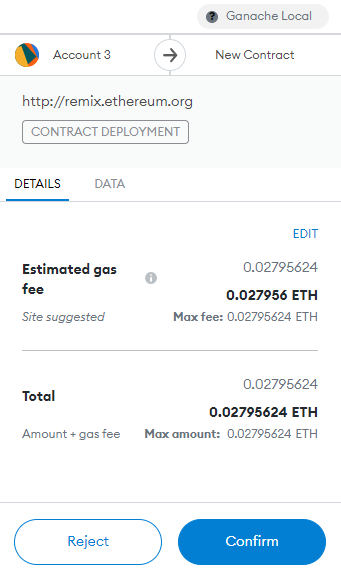 Ganache Local
Account 3
New Contract
http://remix.ethereum.org
CONTRACT DEPLOYMENT
DETAILS DATA
EDIT
Estimated gas fee
0.02795624
0.027956 ETH
Site suggested
Max fee: 0.02795624 ETH
0.02795624
Total
0.02795624 ETH
Amount + gas fee
Max amount: 0.02795624 ETH
Reject
Confirm